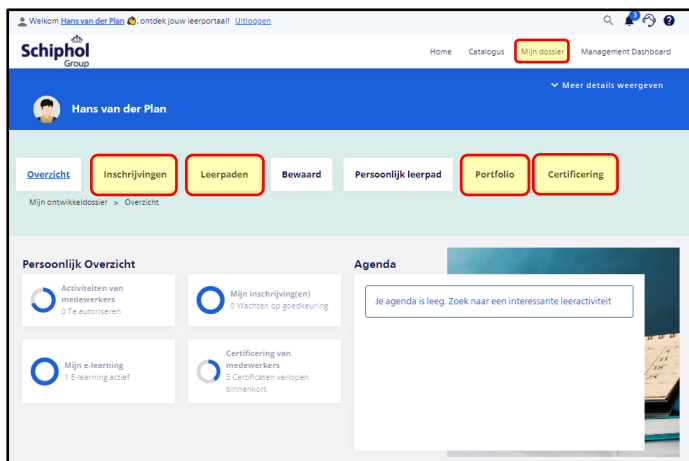 Welkom Hans van der Plan, ontdek jouw leerportaal! Uitloggen
3
Schiphol
Group
Home Catalogus Mijn dossier Management Dashboard
Meer details weergeven
Hans van der Plan
Overzicht Inschrijvingen Leerpaden Bewaard Persoonlijk leerpad Portfolio Certificering
Mijn ontwikkeldossier > Overzicht
Persoonlijk Overzicht
Activiteiten van
medewerkers
0 Te autoriseren
Mijn inschrijving(en)
0 Wachten op goedkeuring
Mijn e-learning
1 E-learning actief
Certificering van
medewerkers
3 Certificaten verlopen
binnenkort
Agenda
Je agenda is leeg. Zoek naar een interessante leeractiviteit